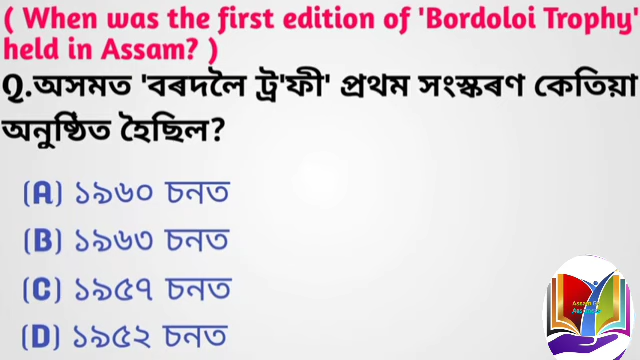 ( When was the first edition of 'Bordoloi Trophy'
held in Assam? )
Q.অসমত 'বৰদলৈ ট্ৰ'ফী' প্ৰথম সংস্কৰণ কেতিয়া
অনুষ্ঠিত হৈছিল?
(A) ১৯৬০ চনত
(B) ১৯৬৩ চনত
(C) ১৯৫৭ চনত
(D) ১৯৫২ চনত